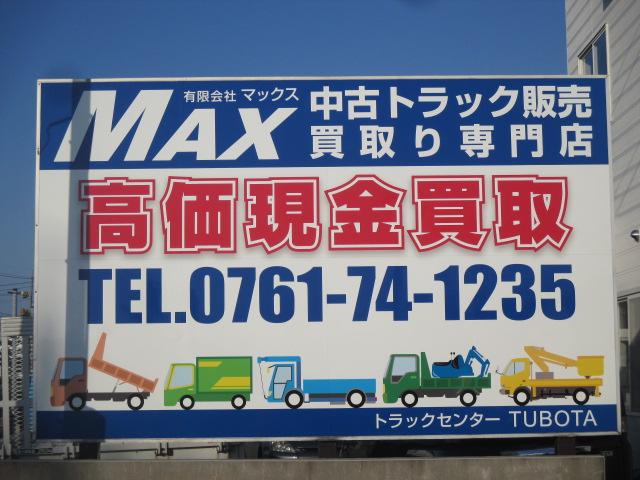 MAX 有限会社 マックス
中古トラック販売
買取り専門店
高価現金買取
TEL.0761-74-1235
トラックセンター TUBOTA